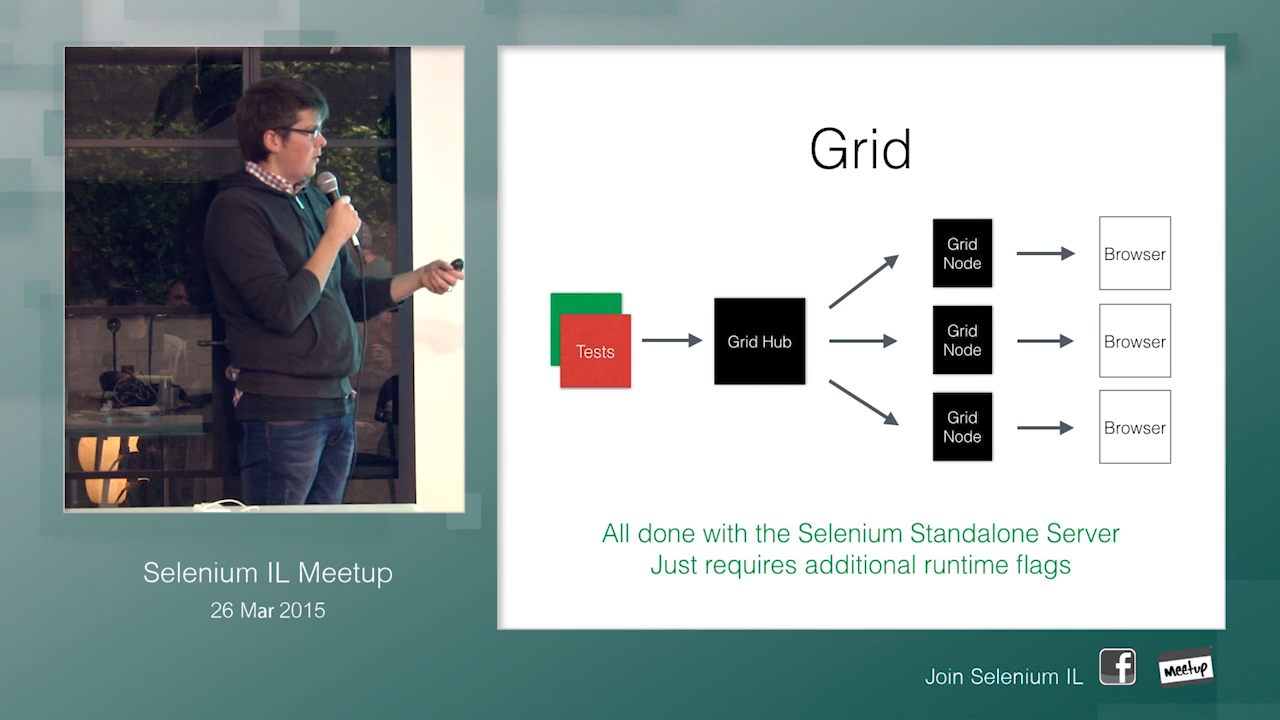 Grid
Tests
Grid Hub
Grid
Node
Browser
Grid
Node
Browser
Grid
Node
Browser
All done with the Selenium Standalone Server
Just requires additional runtime flags
Selenium IL Meetup
26 Mar 2015
Join Selenium IL
f
Meetup